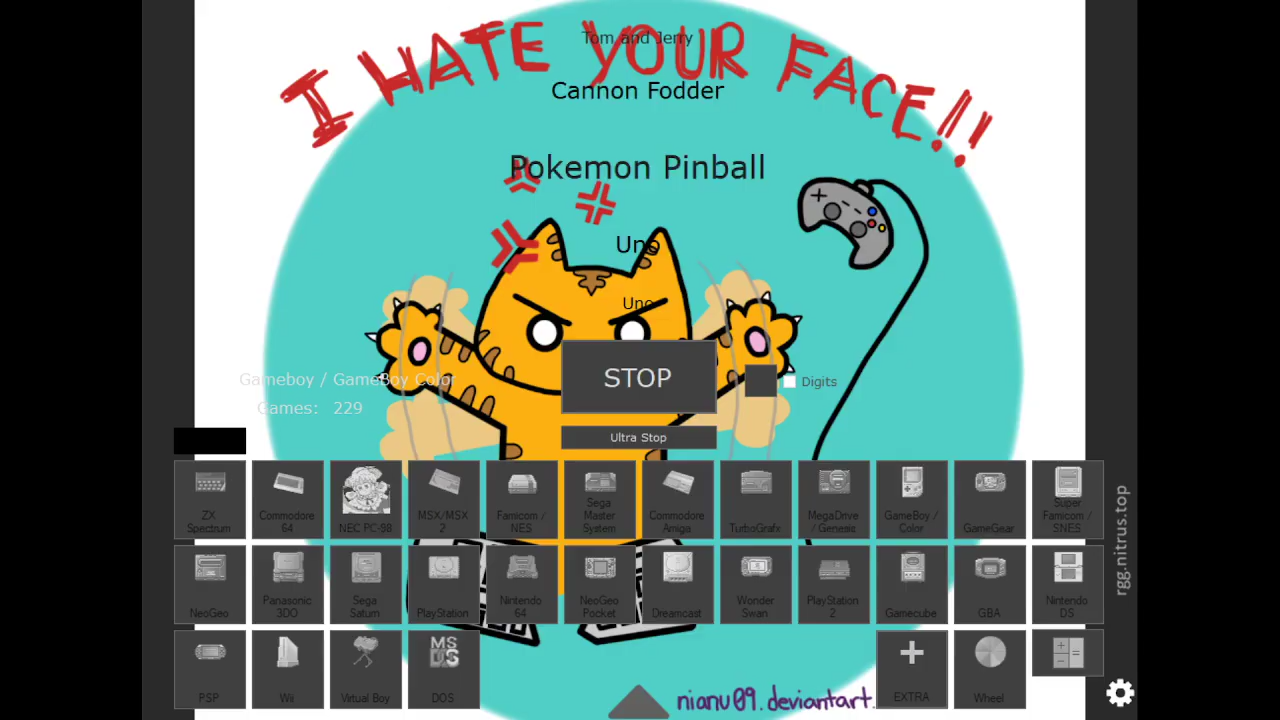 I HATE YOUR FACE!!
Tom and Jerry
Cannon Fodder
Pokemon Pinball
Uno
Uno
STOP
Digits
Gameboy / GameBoy Color
Games: 229
Ultra Stop
ZX Spectrum
Commodore 64
NEC PC-98
MSX/MSX 2
Famicom / NES
Sega Master System
Commodore Amiga
TurboGrafx
MegaDrive / Genesis
GameBoy / Color
GameGear
Super Famicom / SNES
NeoGeo
Panasonic 3DO
Sega Saturn
PlayStation
Nintendo 64
NeoGeo Pocket
Dreamcast
Wonder Swan
PlayStation 2
Gamecube
GBA
Nintendo DS
PSP
Wii
Virtual Boy
MS DOS
DOS
EXTRA
Wheel
rgg.nitrus.top
nianu09.deviantart.